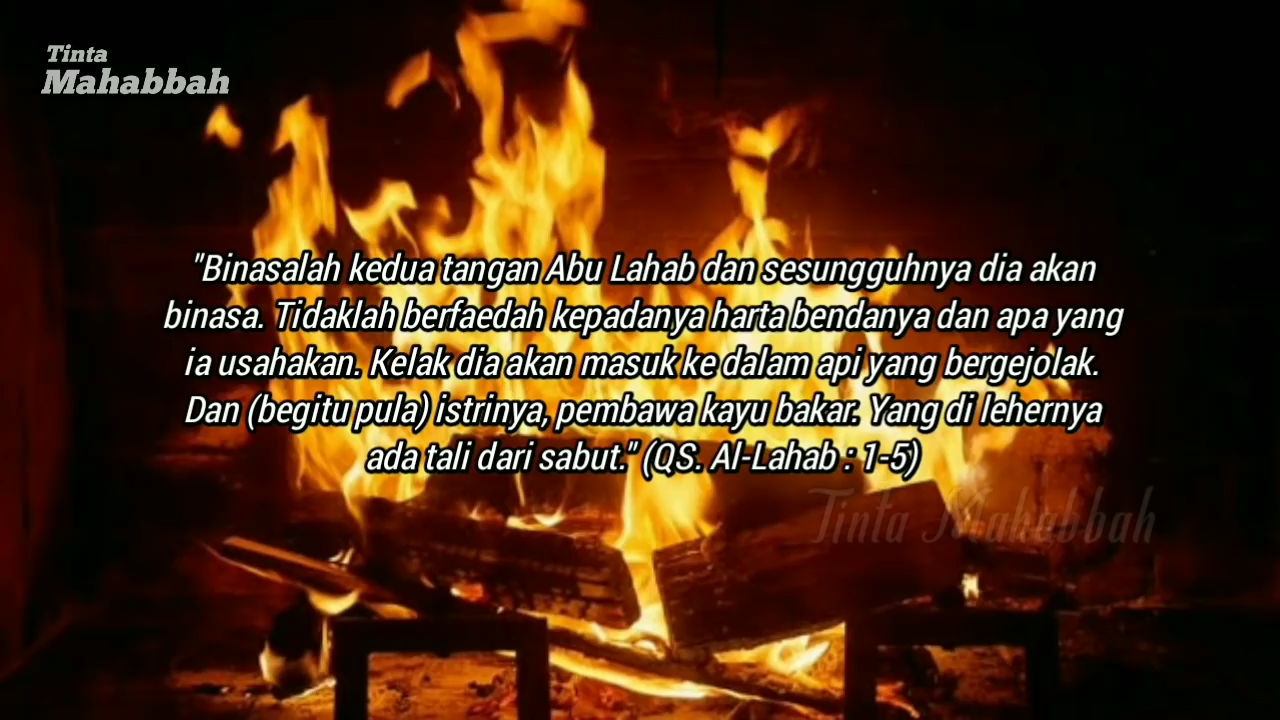 Tinta
Mahabbah
"Binasalah kedua tangan Abu Lahab dan sesungguhnya dia akan
binasa. Tidaklah berfaedah kepadanya harta bendanya dan apa yang
ia usahakan. Kelak dia akan masuk ke dalam api yang bergejolak.
Dan (begitu pula) istrinya, pembawa kayu bakar. Yang di lehernya
ada tali dari sabut." (QS. Al-Lahab : 1-5)
Tinta Mahabbah